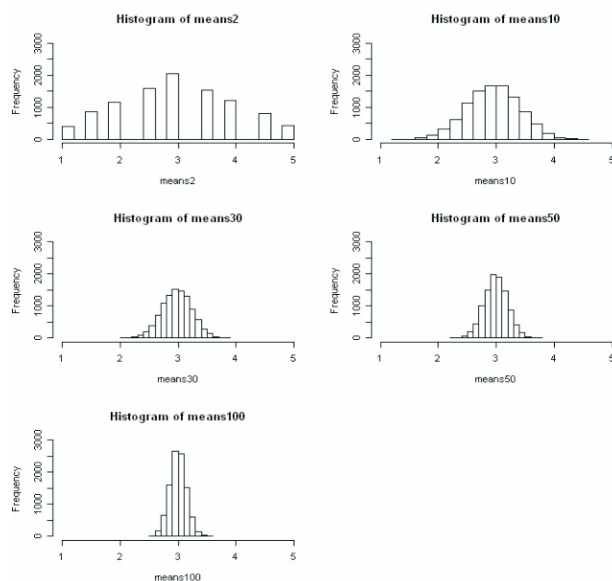 Histogram of means2
Frequency
0 1000 2000 3000
1 2 3 4 5
means2
Histogram of means10
Frequency
0 1000 2000 3000
1 2 3 4 5
means10
Histogram of means30
Frequency
0 1000 2000 3000
1 2 3 4 5
means30
Histogram of means50
Frequency
0 1000 2000 3000
1 2 3 4 5
means50
Histogram of means100
Frequency
0 1000 2000 3000
1 2 3 4 5
means100